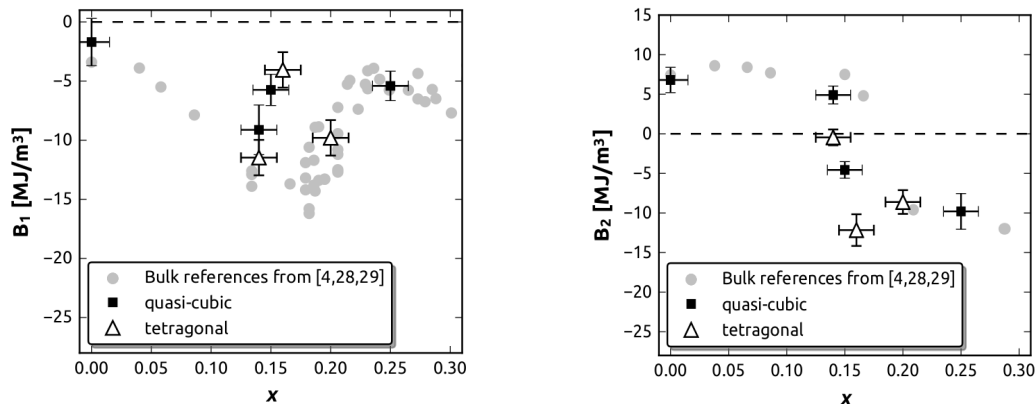 0
−5
−10
−15
−20
−25
B₁ [MJ/m³]
Bulk references from [4,28,29]
quasi-cubic
tetragonal
0.00 0.05 0.10 0.15 0.20 0.25 0.30
x
15
10
5
0
−5
−10
−15
−20
−25
B₂ [MJ/m³]
Bulk references from [4,28,29]
quasi-cubic
tetragonal
0.00 0.05 0.10 0.15 0.20 0.25 0.30
x